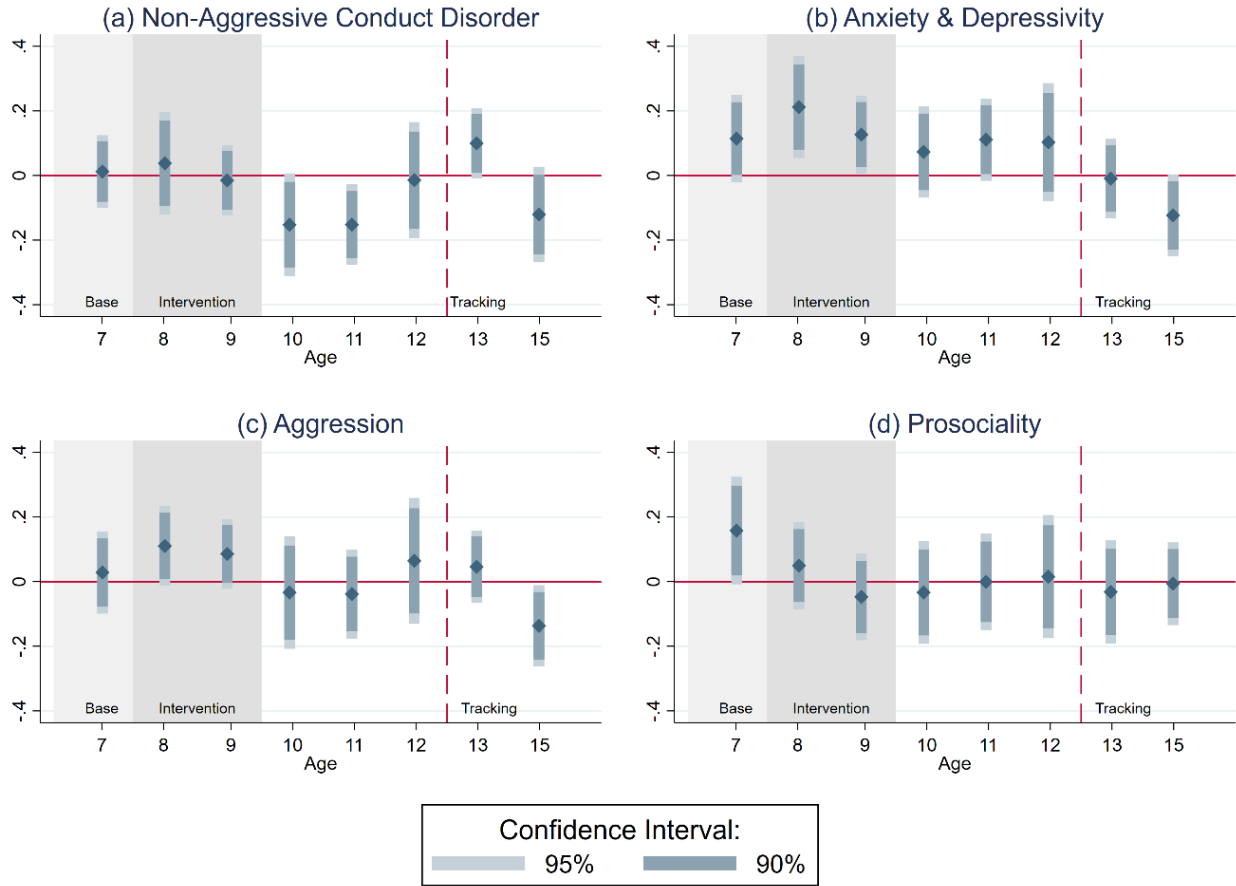 (a) Non-Aggressive Conduct Disorder
.4
.2
0
-.2
-.4
Base
Intervention
Tracking
7 8 9 10 11 12 13 15
Age
(b) Anxiety & Depressivity
.4
.2
0
-.2
-.4
Base
Intervention
Tracking
7 8 9 10 11 12 13 15
Age
(c) Aggression
.4
.2
0
-.2
-.4
Base
Intervention
Tracking
7 8 9 10 11 12 13 15
Age
(d) Prosociality
.4
.2
0
-.2
-.4
Base
Intervention
Tracking
7 8 9 10 11 12 13 15
Age
Confidence Interval:
95% 90%